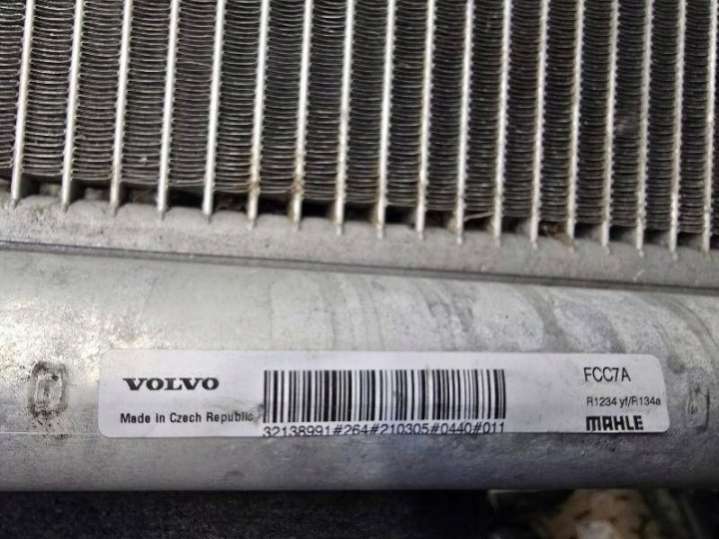 VOLVO
Made in Czech Republic
32138991#264#210305#0440#011
FCC7A
R1234 yf/R134a
MAHLE